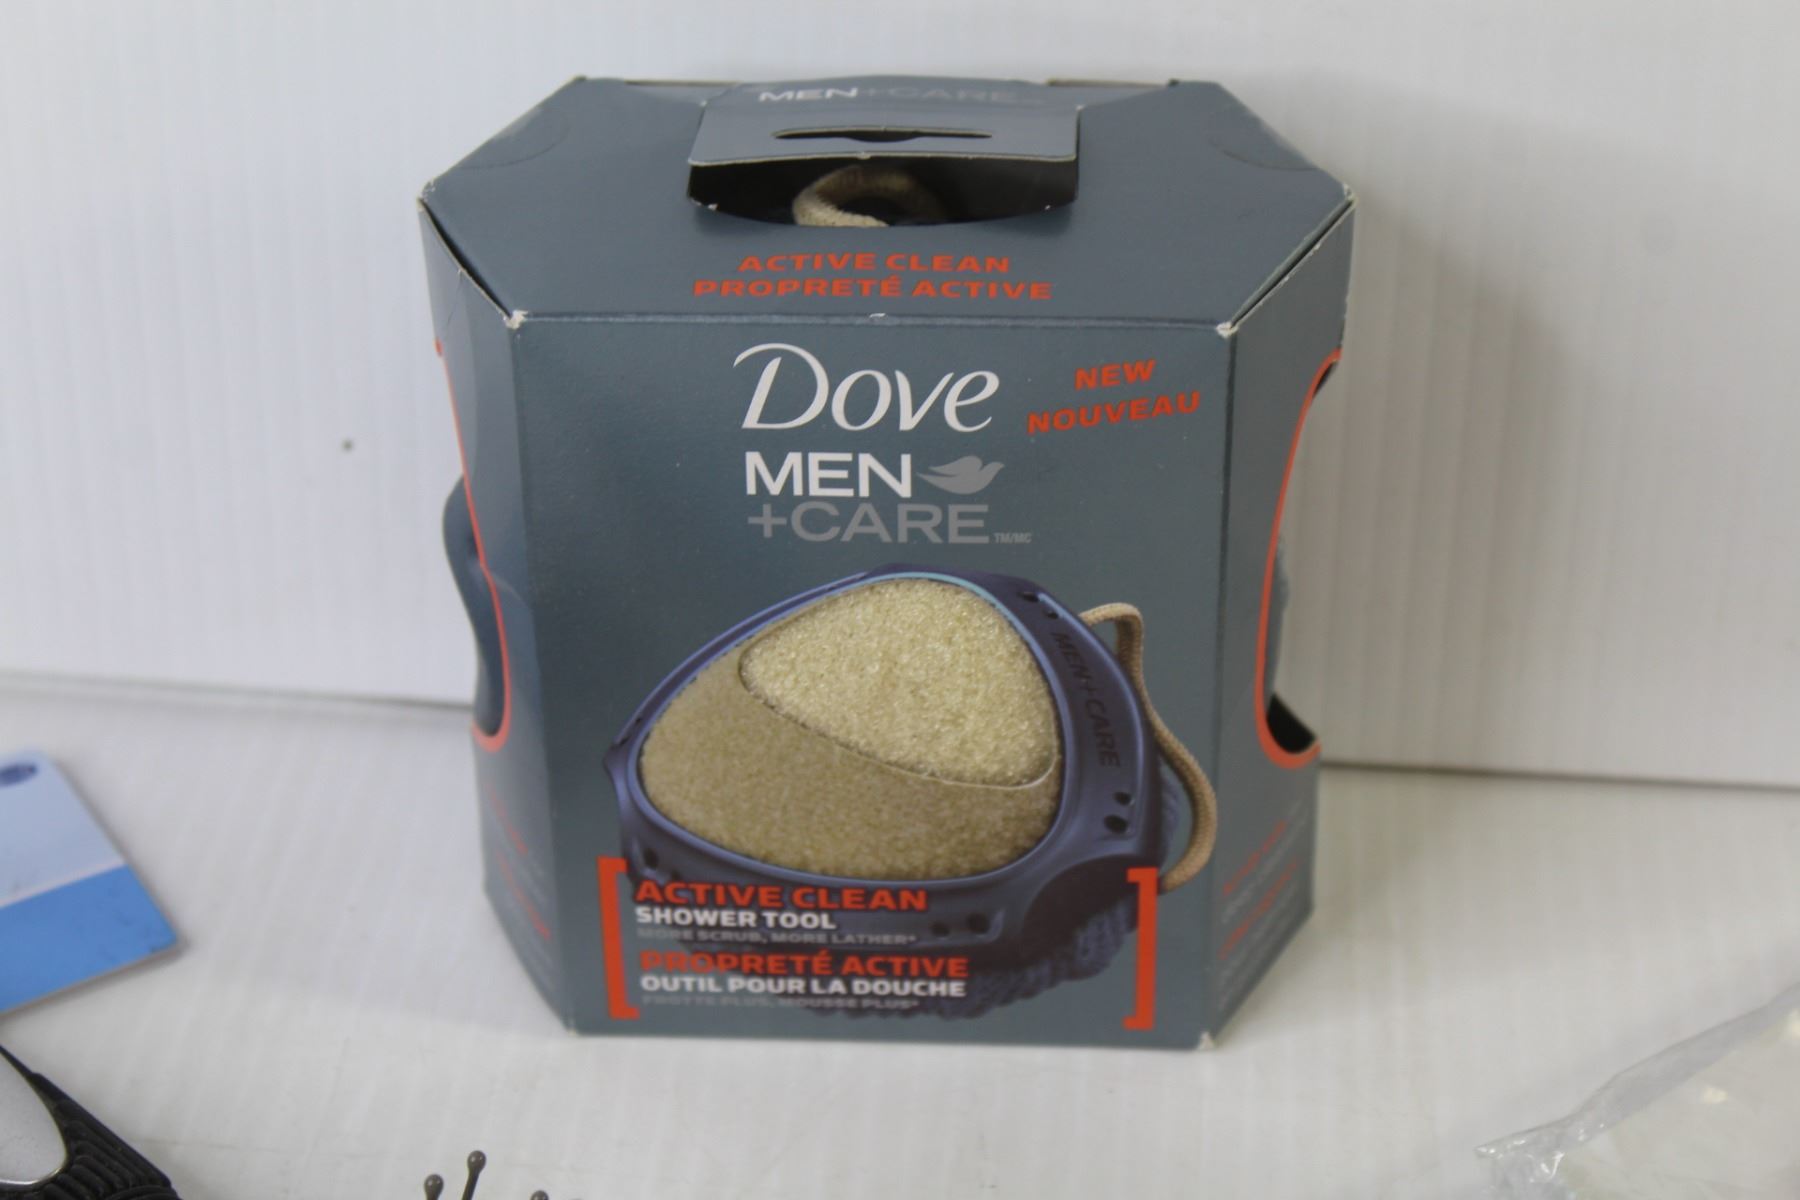 MEN+CARE
ACTIVE CLEAN
PROPRETÉ ACTIVE
Dove
NEW
NOUVEAU
MEN
+CARE TM/MC
MEN+CARE
ACTIVE CLEAN
SHOWER TOOL
MORE SCRUB, MORE LATHER*
PROPRETÉ ACTIVE
OUTIL POUR LA DOUCHE
FROTTE PLUS, MOUSSE PLUS*